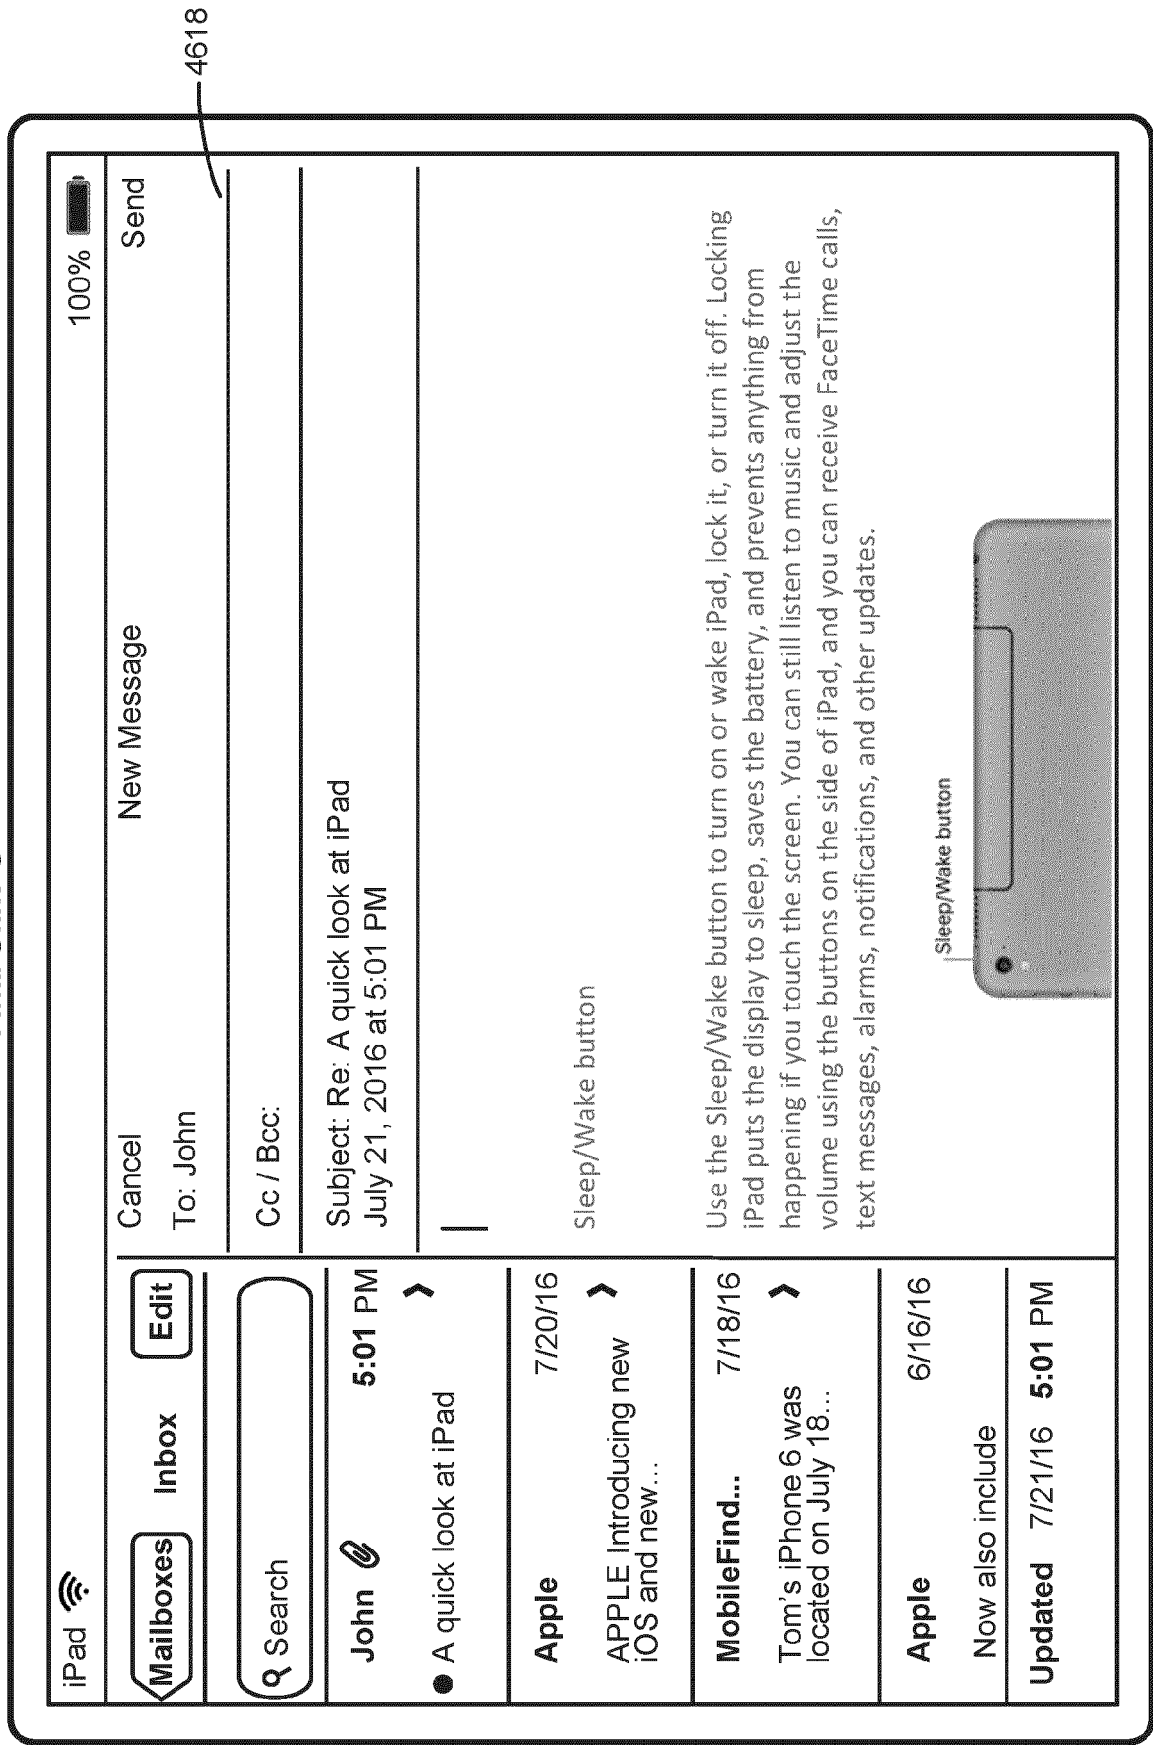 4618
iPad 100%
Mailboxes Inbox Edit
Search
John 5:01 PM
A quick look at iPad
Apple 7/20/16
APPLE Introducing new
iOS and new...
MobileFind... 7/18/16
Tom's iPhone 6 was
located on July 18...
Apple 6/16/16
Now also include
Updated 7/21/16 5:01 PM
Cancel New Message Send
To: John
Cc / Bcc:
Subject: Re: A quick look at iPad
July 21, 2016 at 5:01 PM
Sleep/Wake button
Use the Sleep/Wake button to turn on or wake iPad, lock it, or turn it off. Locking
iPad puts the display to sleep, saves the battery, and prevents anything from
happening if you touch the screen. You can still listen to music and adjust the
volume using the buttons on the side of iPad, and you can receive FaceTime calls,
text messages, alarms, notifications, and other updates.
Sleep/Wake button